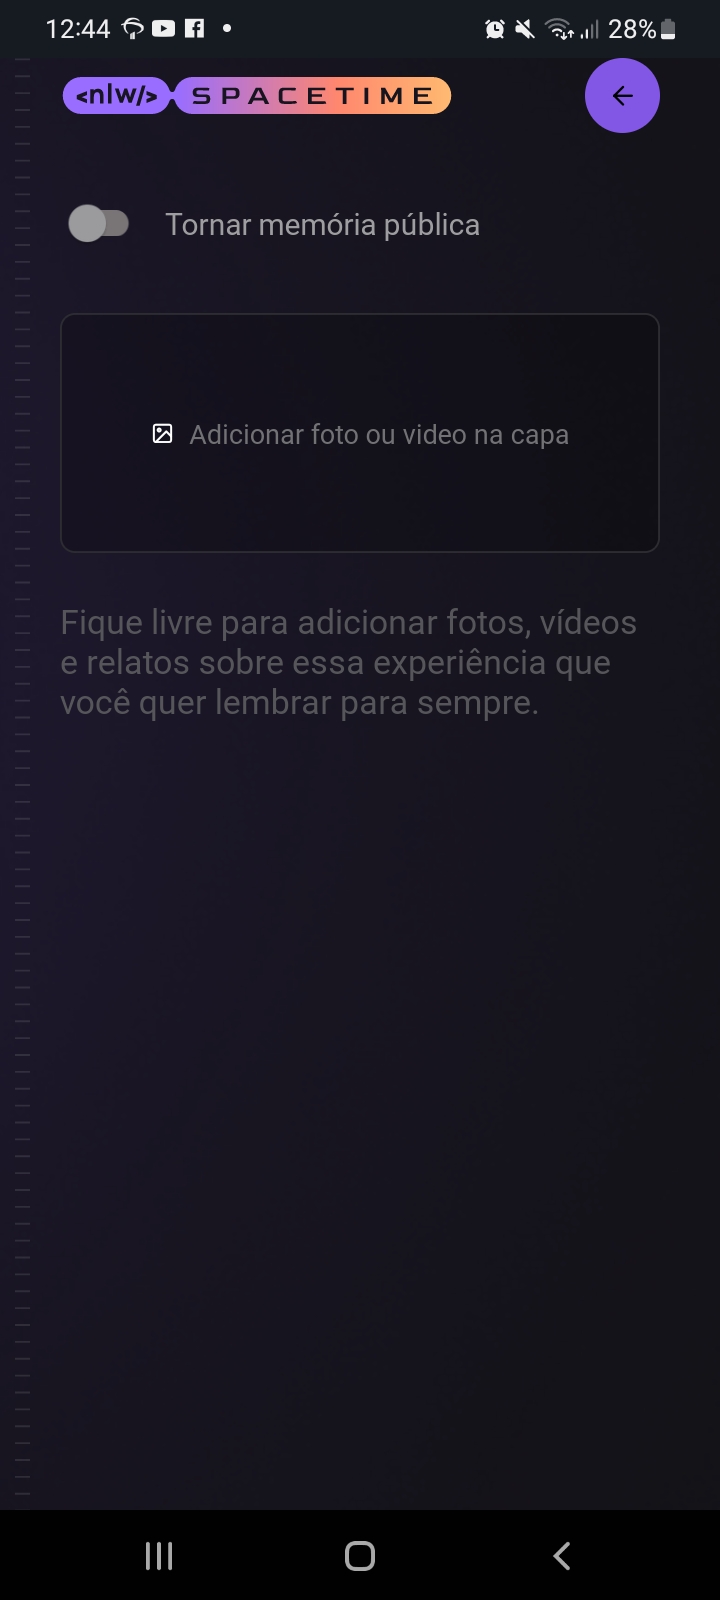 12:44
28%
<nlw/> SPACETIME
Tornar memória pública
Adicionar foto ou video na capa
Fique livre para adicionar fotos, vídeos
e relatos sobre essa experiência que
você quer lembrar para sempre.